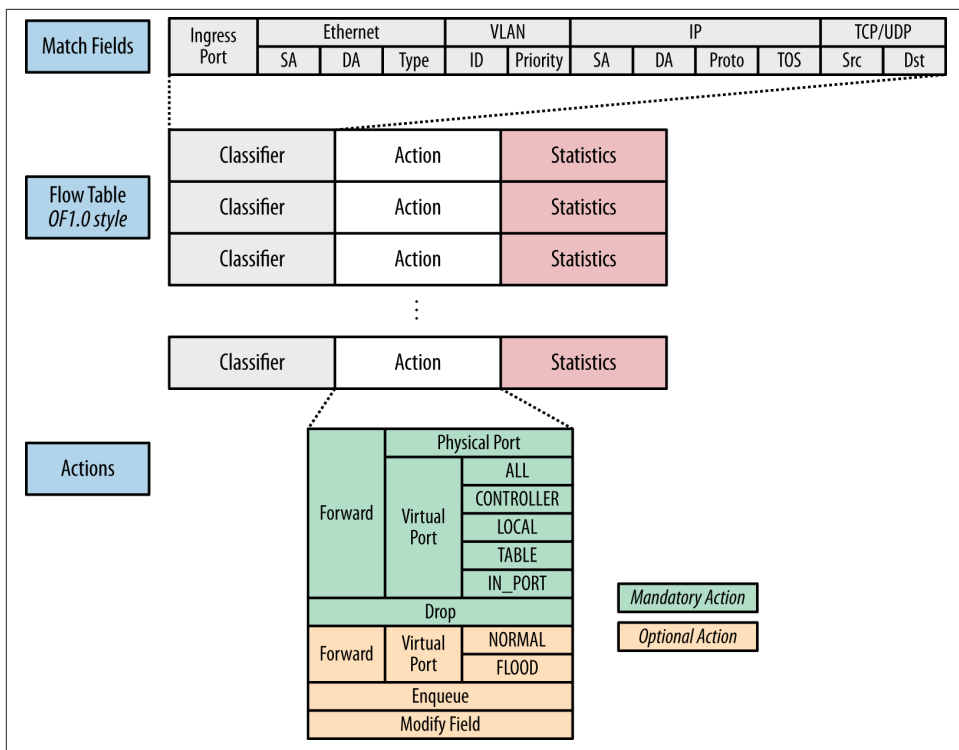 Match Fields
Ingress Port
Ethernet
VLAN
IP
TCP/UDP
SA
DA
Type
ID
Priority
SA
DA
Proto
TOS
Src
Dst
Flow Table
OF1.0 style
Classifier
Action
Statistics
Classifier
Action
Statistics
Classifier
Action
Statistics
Classifier
Action
Statistics
Actions
Forward
Physical Port
Virtual
Port
ALL
CONTROLLER
LOCAL
TABLE
IN_PORT
Drop
Forward
Virtual
Port
NORMAL
FLOOD
Enqueue
Modify Field
Mandatory Action
Optional Action